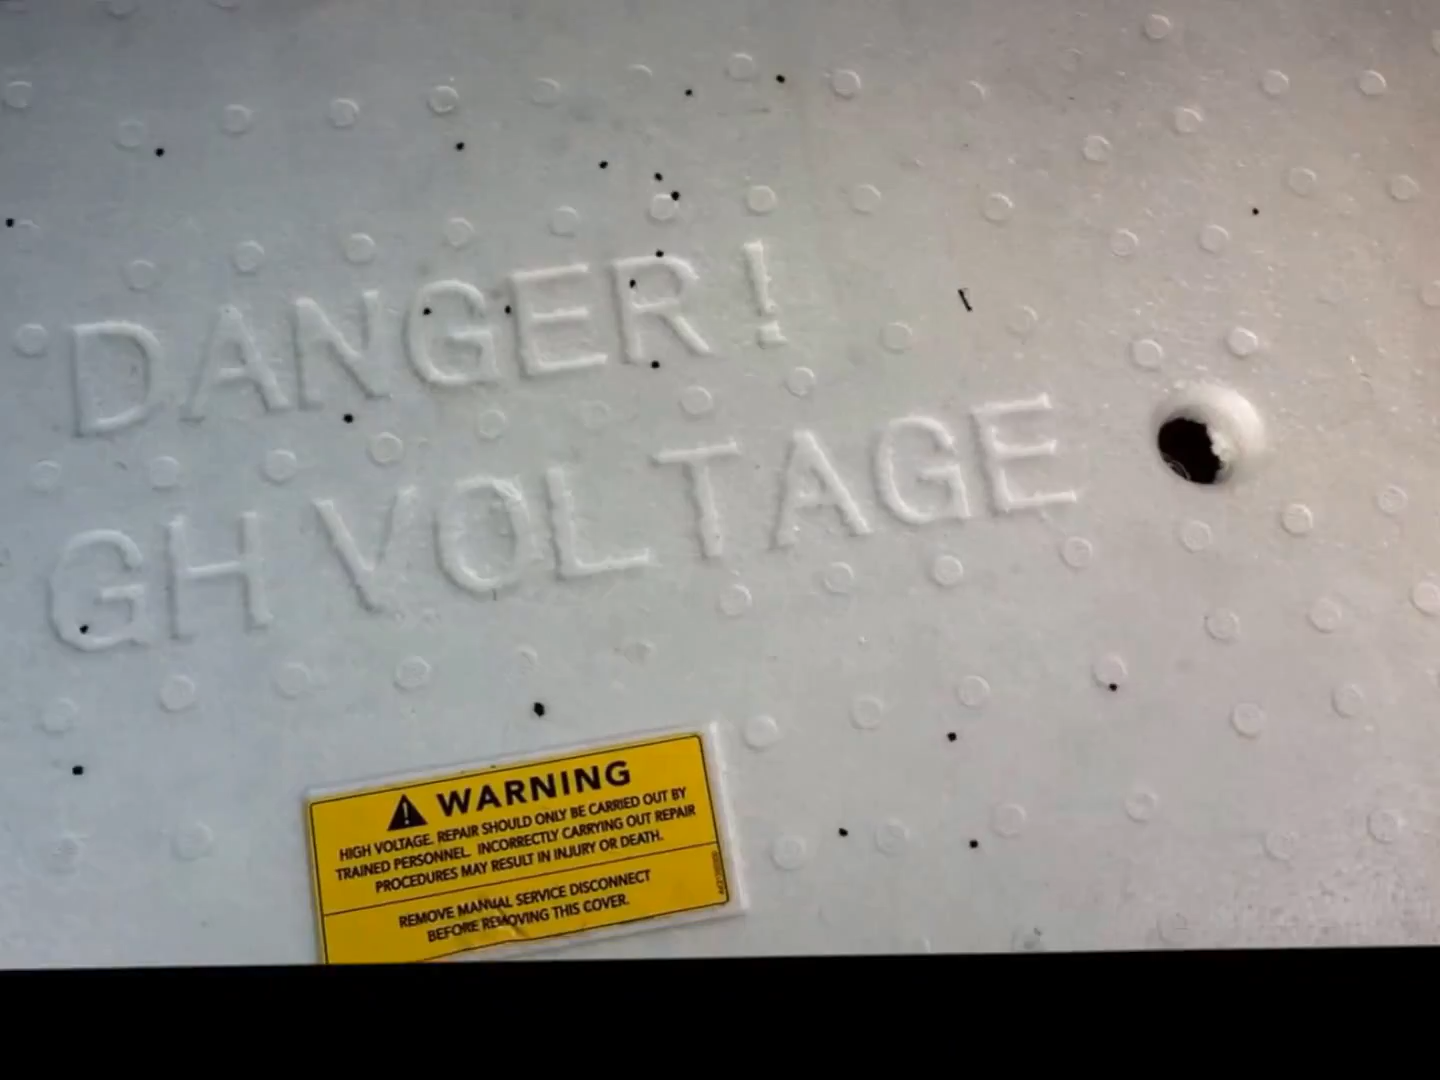 DANGER!
GH VOLTAGE
WARNING
HIGH VOLTAGE. REPAIR SHOULD ONLY BE CARRIED OUT BY
TRAINED PERSONNEL. INCORRECTLY CARRYING OUT REPAIR
PROCEDURES MAY RESULT IN INJURY OR DEATH.
REMOVE MANUAL SERVICE DISCONNECT
BEFORE REMOVING THIS COVER.